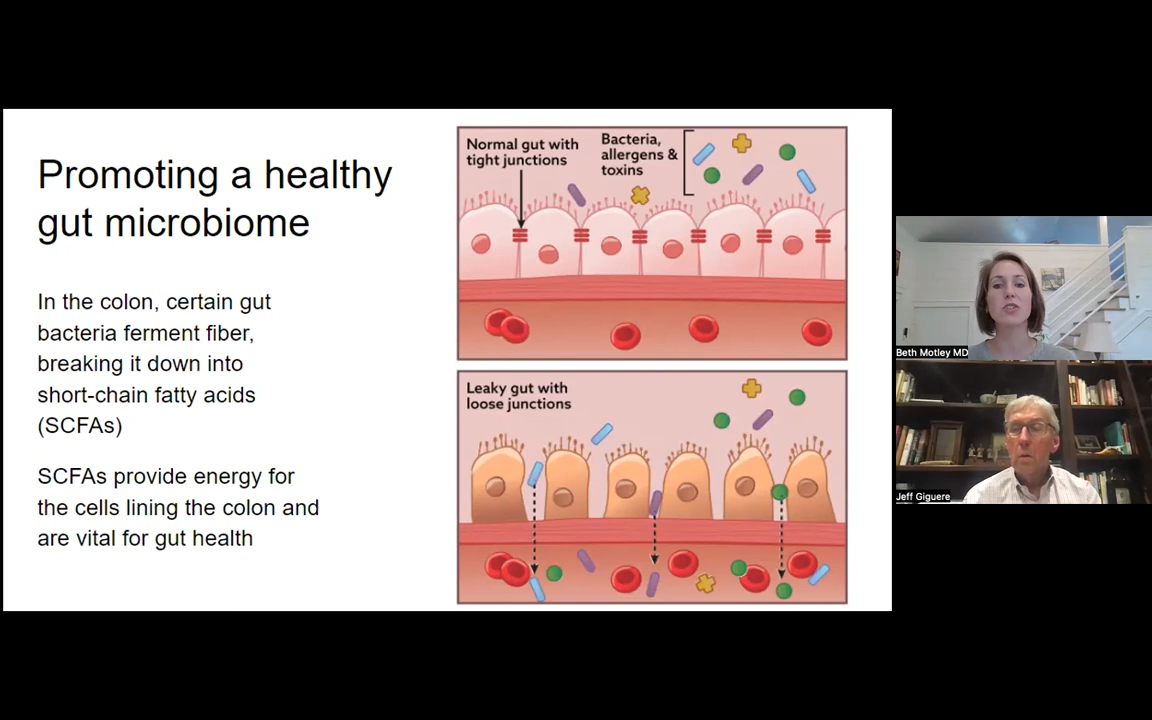 Promoting a healthy
gut microbiome
In the colon, certain gut
bacteria ferment fiber,
breaking it down into
short-chain fatty acids
(SCFAs)
SCFAs provide energy for
the cells lining the colon and
are vital for gut health
Normal gut with
tight junctions
Bacteria,
allergens &
toxins
Leaky gut with
loose junctions
Beth Motley MD
Jeff Giguere